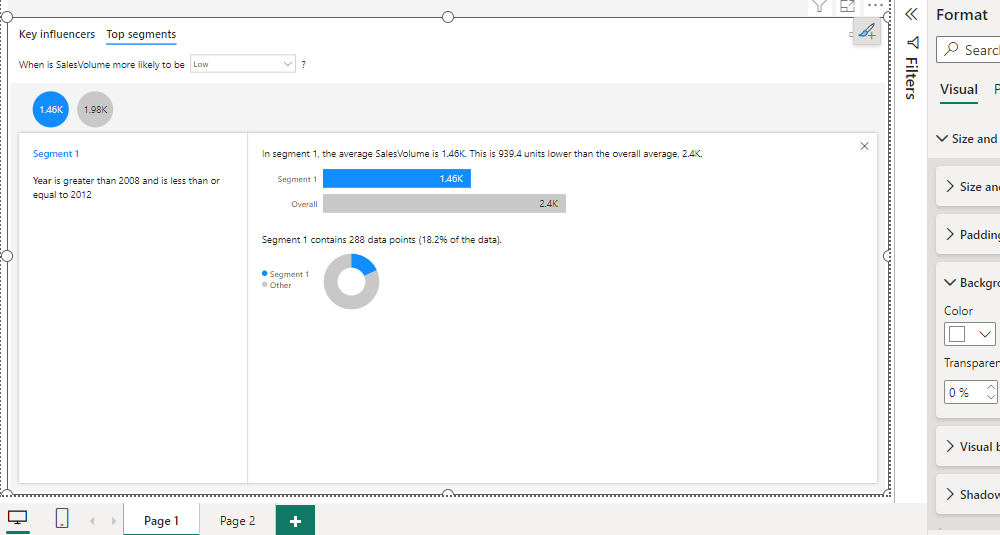 Format
Key influencers Top segments
Search
When is SalesVolume more likely to be Low ?
Filters
Visual
1.46K 1.98K
Size and
Segment 1
In segment 1, the average SalesVolume is 1.46K. This is 939.4 units lower than the overall average, 2.4K.
Year is greater than 2008 and is less than or
equal to 2012
Segment 1 1.46K
Overall 2.4K
Size and
Padding
Segment 1 contains 288 data points (18.2% of the data).
Segment 1
Other
Backgro
Color
Transparen
0 %
Visual b
Shadow
Page 1 Page 2 +